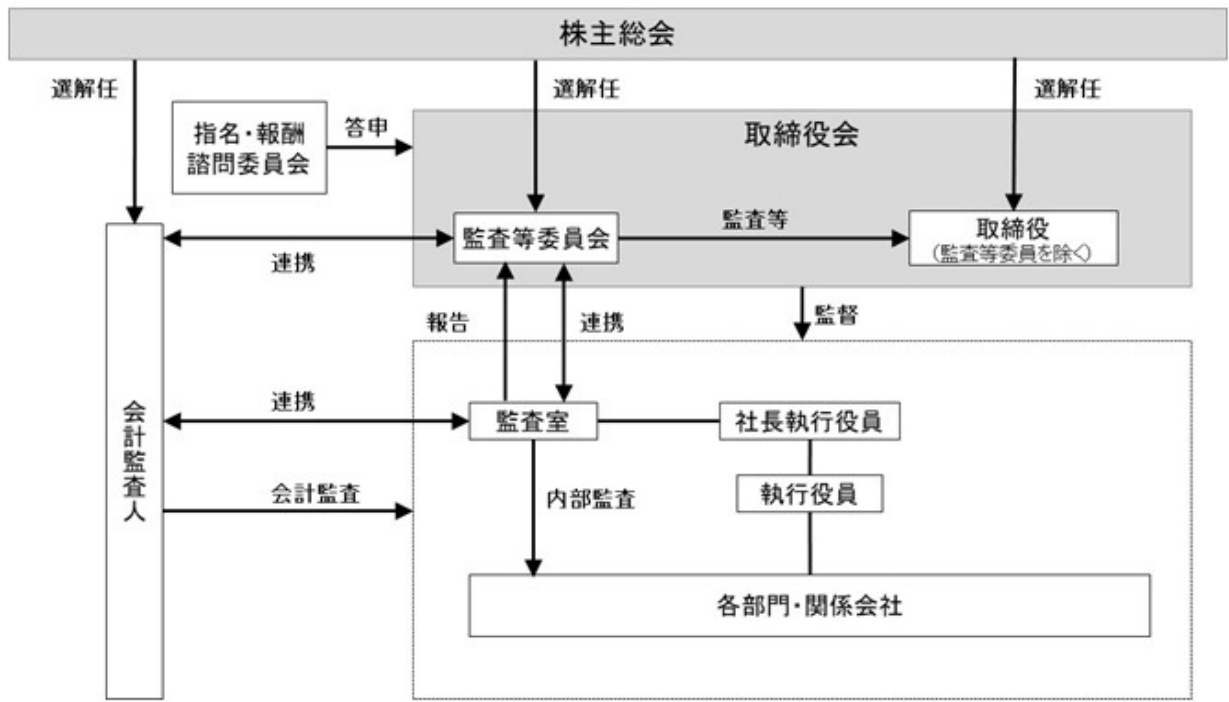 株主総会
選解任
選解任
選解任
指名・報酬
諮問委員会
答申
取締役会
監査等委員会
監査等
取締役
(監査等委員を除く)
連携
報告
連携
監督
会計監査人
連携
監査室
社長執行役員
会計監査
内部監査
執行役員
各部門・関係会社